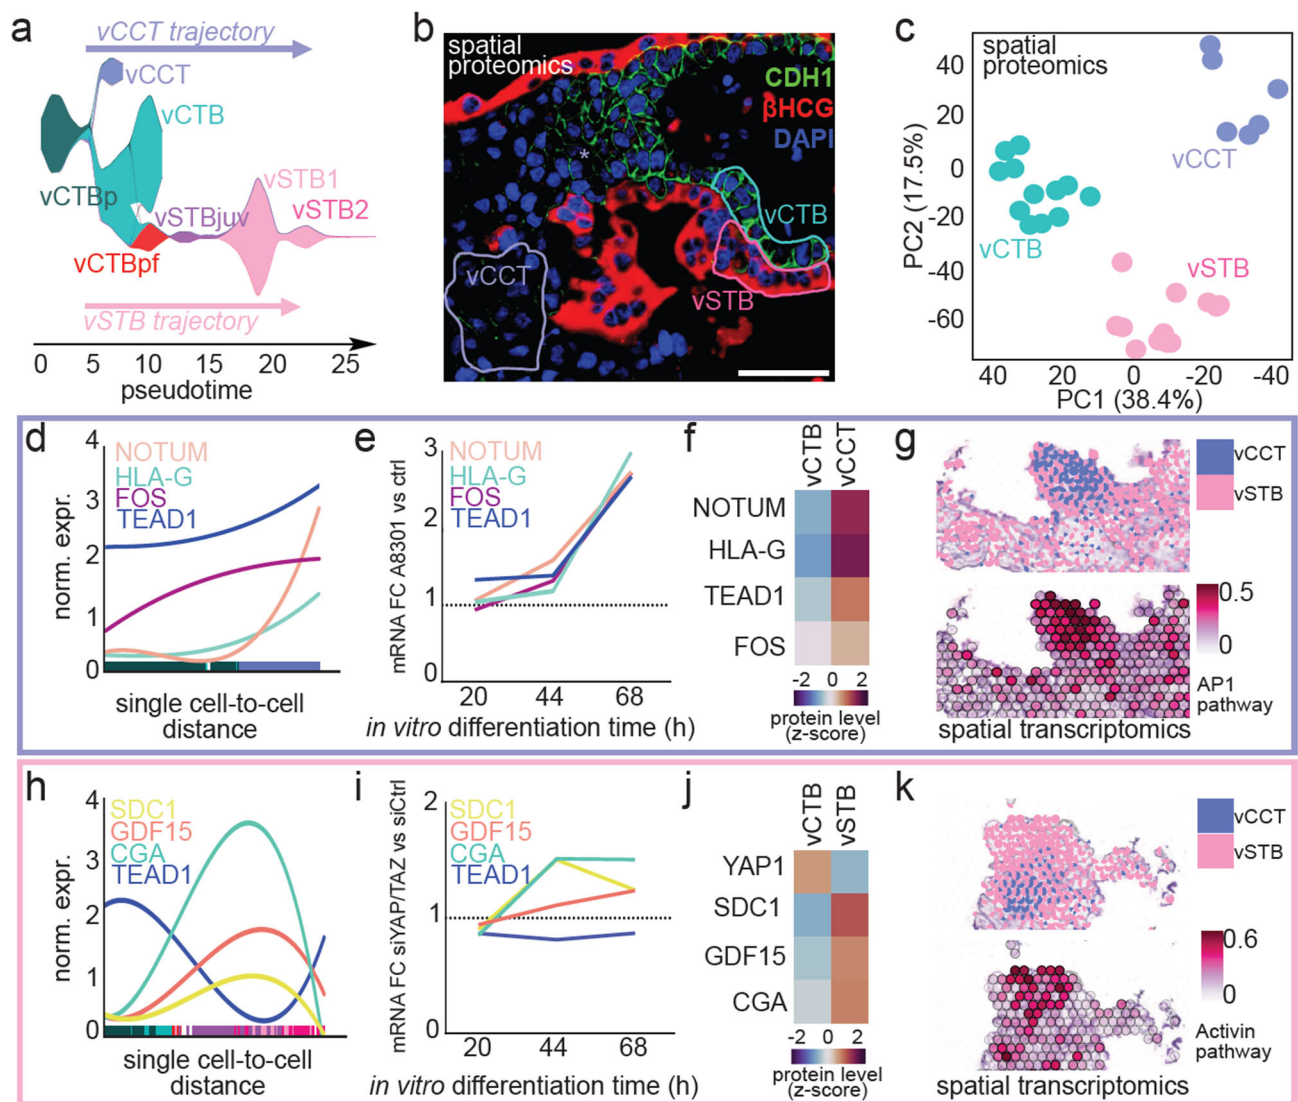 a
vCCT trajectory
vCCT
vCTB
vCTBp
vSTB1
vSTBjuv
vSTB2
vCTBpf
vSTB trajectory
0 5 10 15 20 25
pseudotime
b
spatial
proteomics
CDH1
βHCG
DAPI
*
vCTB
vCCT
vSTB
c
spatial
proteomics
PC2 (17.5%)
40
20
0
-20
-40
-60
vCCT
vCTB
vSTB
40 20 0 -20 -40
PC1 (38.4%)
d
norm. expr.
4
3
2
1
0
NOTUM
HLA-G
FOS
TEAD1
single cell-to-cell
distance
e
mRNA FC A8301 vs ctrl
3
2
1
0
NOTUM
HLA-G
FOS
TEAD1
20 44 68
in vitro differentiation time (h)
f
vCTB
vCCT
NOTUM
HLA-G
TEAD1
FOS
-2 0 2
protein level
(z-score)
g
vCCT
vSTB
0.5
0
AP1
pathway
spatial transcriptomics
h
norm. expr.
4
3
2
1
0
SDC1
GDF15
CGA
TEAD1
single cell-to-cell
distance
i
mRNA FC siYAP/TAZ vs siCtrl
2
1
0
SDC1
GDF15
CGA
TEAD1
20 44 68
in vitro differentiation time (h)
j
vCTB
vSTB
YAP1
SDC1
GDF15
CGA
-2 0 2
protein level
(z-score)
k
vCCT
vSTB
0.6
0
Activin
pathway
spatial transcriptomics